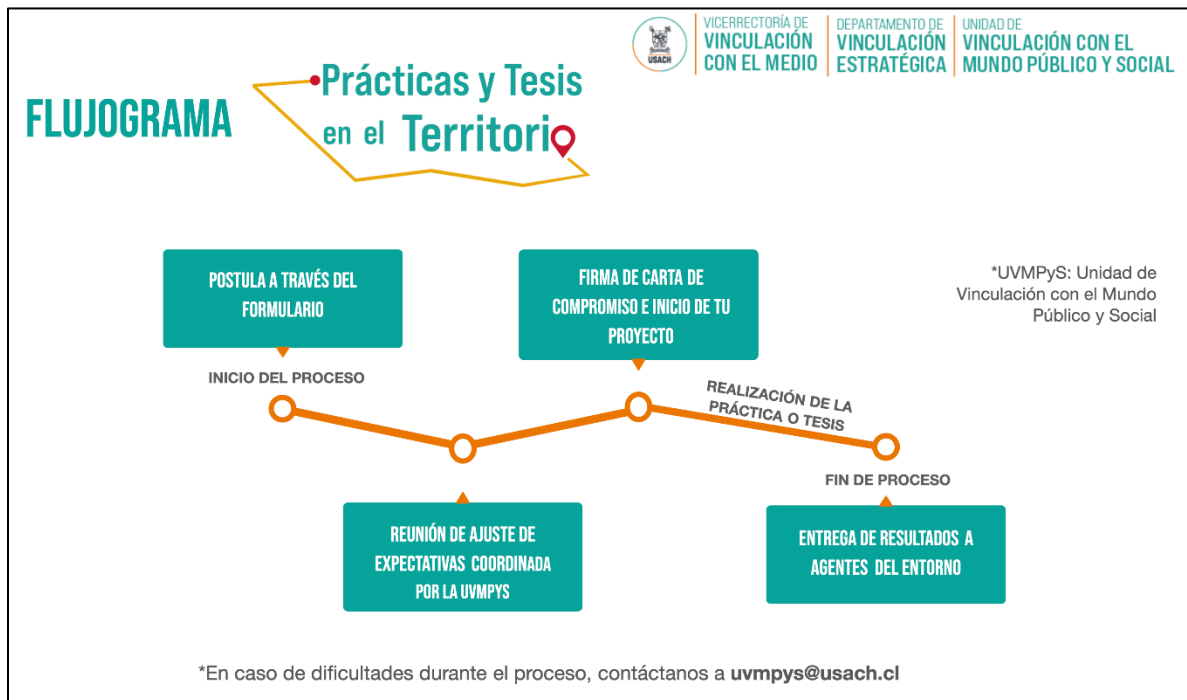 USACH
VICERRECTORÍA DE
VINCULACIÓN
CON EL MEDIO
DEPARTAMENTO DE
VINCULACIÓN
ESTRATÉGICA
UNIDAD DE
VINCULACIÓN CON EL
MUNDO PÚBLICO Y SOCIAL
FLUJOGRAMA
Prácticas y Tesis
en el Territorio
POSTULA A TRAVÉS DEL
FORMULARIO
FIRMA DE CARTA DE
COMPROMISO E INICIO DE TU
PROYECTO
*UVMPyS: Unidad de
Vinculación con el Mundo
Público y Social
INICIO DEL PROCESO
REALIZACIÓN DE LA
PRÁCTICA O TESIS
FIN DE PROCESO
REUNIÓN DE AJUSTE DE
EXPECTATIVAS COORDINADA
POR LA UVMPYS
ENTREGA DE RESULTADOS A
AGENTES DEL ENTORNO
*En caso de dificultades durante el proceso, contáctanos a uvmpys@usach.cl